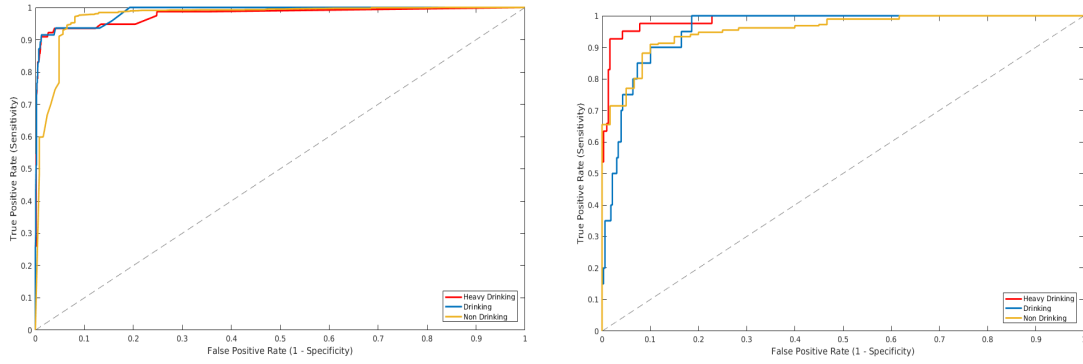 True Positive Rate (Sensitivity)
1
0.9
0.8
0.7
0.6
0.5
0.4
0.3
0.2
0.1
0
0 0.1 0.2 0.3 0.4 0.5 0.6 0.7 0.8 0.9 1
False Positive Rate (1 - Specificity)
Heavy Drinking
Drinking
Non Drinking
True Positive Rate (Sensitivity)
1
0.9
0.8
0.7
0.6
0.5
0.4
0.3
0.2
0.1
0
0 0.1 0.2 0.3 0.4 0.5 0.6 0.7 0.8 0.9 1
False Positive Rate (1 - Specificity)
Heavy Drinking
Drinking
Non Drinking